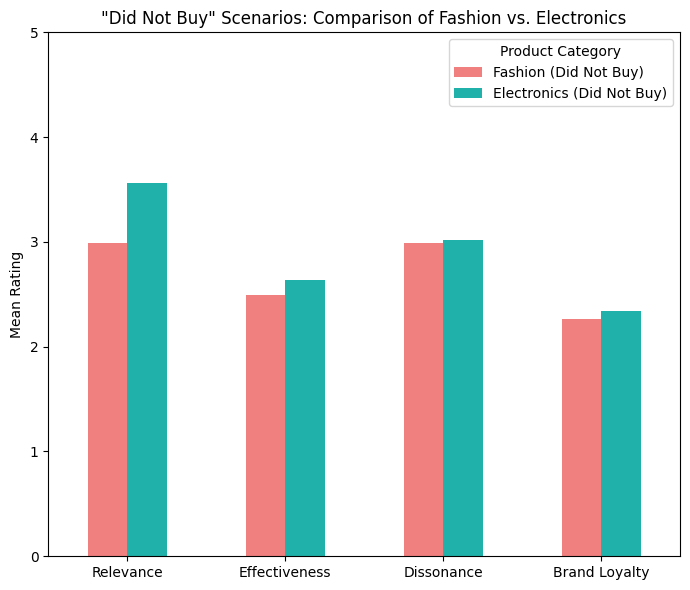 "Did Not Buy" Scenarios: Comparison of Fashion vs. Electronics
Product Category
Fashion (Did Not Buy)
Electronics (Did Not Buy)
Mean Rating
5
4
3
2
1
0
Relevance
Effectiveness
Dissonance
Brand Loyalty